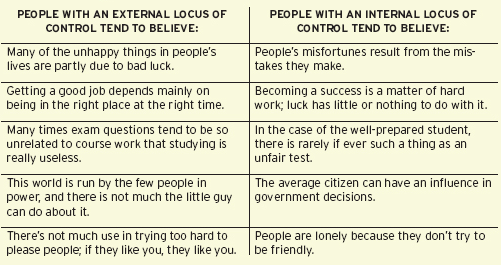 PEOPLE WITH AN EXTERNAL LOCUS OF
CONTROL TEND TO BELIEVE:
PEOPLE WITH AN INTERNAL LOCUS OF
CONTROL TEND TO BELIEVE:
Many of the unhappy things in people's
lives are partly due to bad luck.
People's misfortunes result from the mis-
takes they make.
Getting a good job depends mainly on
being in the right place at the right time.
Becoming a success is a matter of hard
work; luck has little or nothing to do with it.
Many times exam questions tend to be so
unrelated to course work that studying is
really useless.
In the case of the well-prepared student,
there is rarely if ever such a thing as an
unfair test.
This world is run by the few people in
power, and there is not much the little guy
can do about it.
The average citizen can have an influence in
government decisions.
There's not much use in trying too hard to
please people; if they like you, they like you.
People are lonely because they don't try to
be friendly.